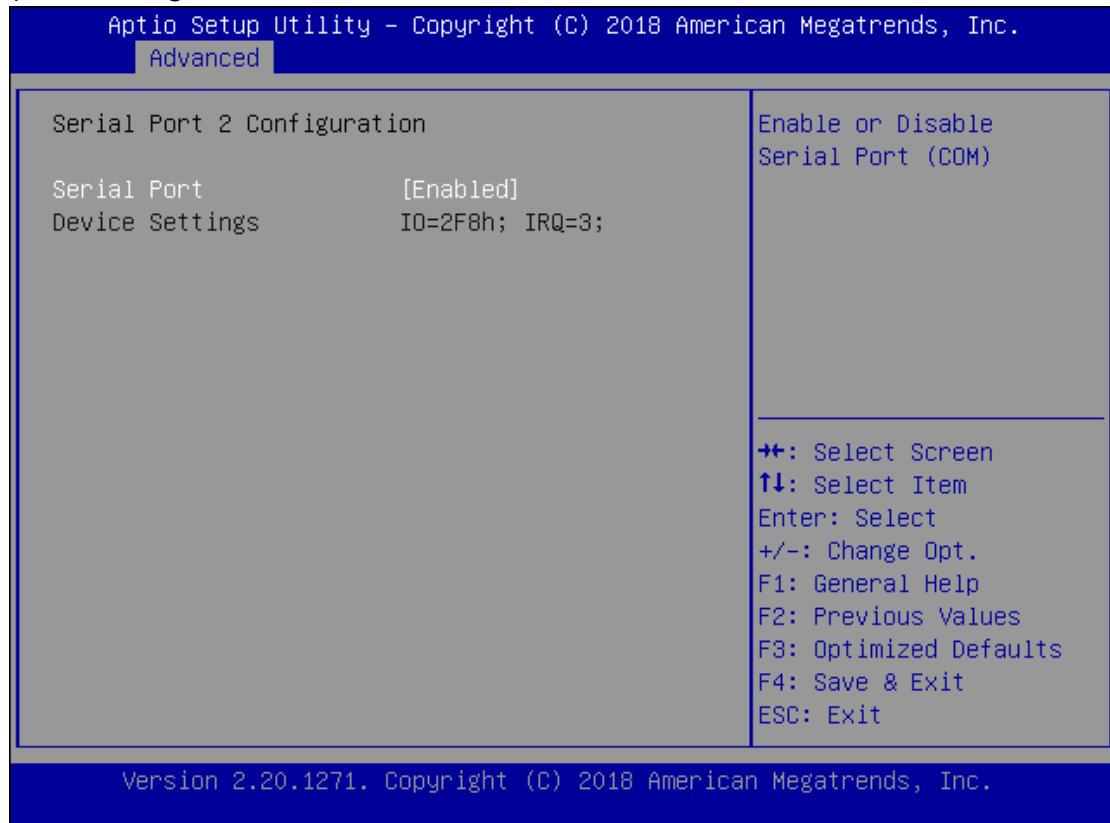 Aptio Setup Utility – Copyright (C) 2018 American Megatrends, Inc.
Advanced
Serial Port 2 Configuration
Serial Port [Enabled]
Device Settings IO=2F8h; IRQ=3;
Enable or Disable
Serial Port (COM)
→←: Select Screen
↑↓: Select Item
Enter: Select
+/-: Change Opt.
F1: General Help
F2: Previous Values
F3: Optimized Defaults
F4: Save & Exit
ESC: Exit
Version 2.20.1271. Copyright (C) 2018 American Megatrends, Inc.